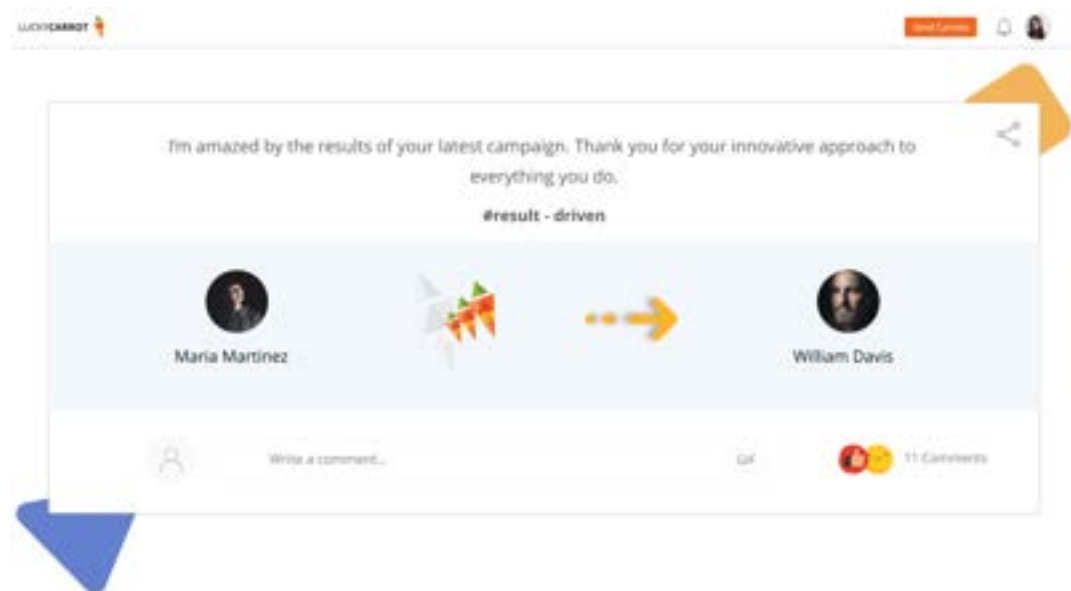 LUCKYCARROT
Send Carrots
I'm amazed by the results of your latest campaign. Thank you for your innovative approach to
everything you do.
#result - driven
Maria Martinez
William Davis
Write a comment...
GIF
11 Comments